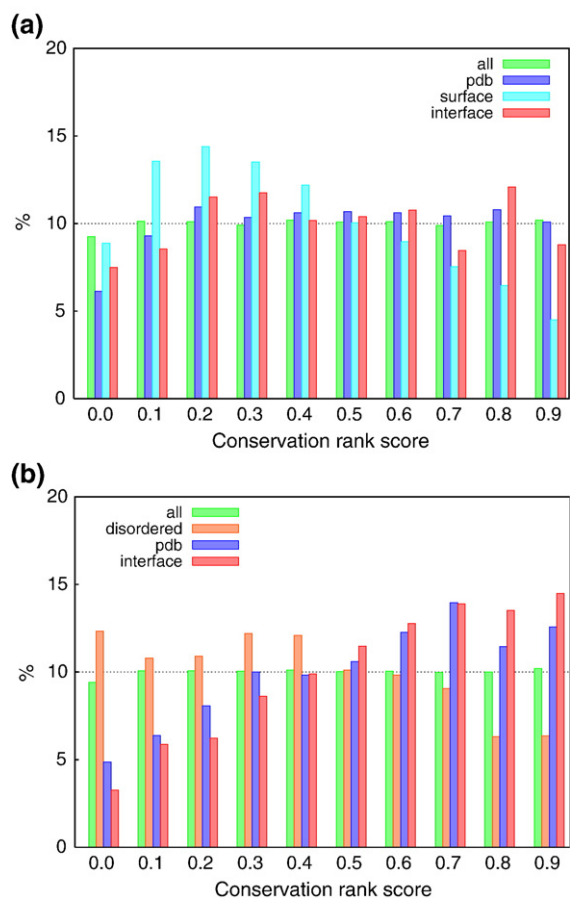 (a)
20
15
10
5
0
%
all
pdb
surface
interface
0.0 0.1 0.2 0.3 0.4 0.5 0.6 0.7 0.8 0.9
Conservation rank score
(b)
20
15
10
5
0
%
all
disordered
pdb
interface
0.0 0.1 0.2 0.3 0.4 0.5 0.6 0.7 0.8 0.9
Conservation rank score